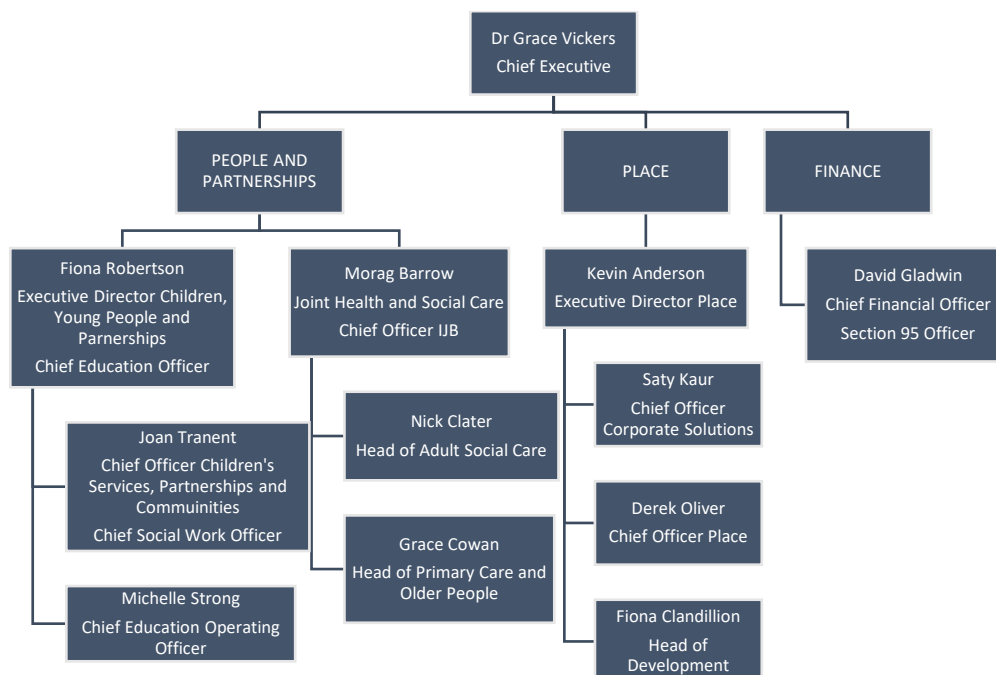 Dr Grace Vickers
Chief Executive
PEOPLE AND
PARTNERSHIPS
PLACE
FINANCE
Fiona Robertson
Executive Director Children,
Young People and
Parnerships
Chief Education Officer
Morag Barrow
Joint Health and Social Care
Chief Officer IJB
Kevin Anderson
Executive Director Place
David Gladwin
Chief Financial Officer
Section 95 Officer
Joan Tranent
Chief Officer Children's
Services, Partnerships and
Commuinities
Chief Social Work Officer
Michelle Strong
Chief Education Operating
Officer
Nick Clater
Head of Adult Social Care
Grace Cowan
Head of Primary Care and
Older People
Saty Kaur
Chief Officer
Corporate Solutions
Derek Oliver
Chief Officer Place
Fiona Clandillion
Head of
Development